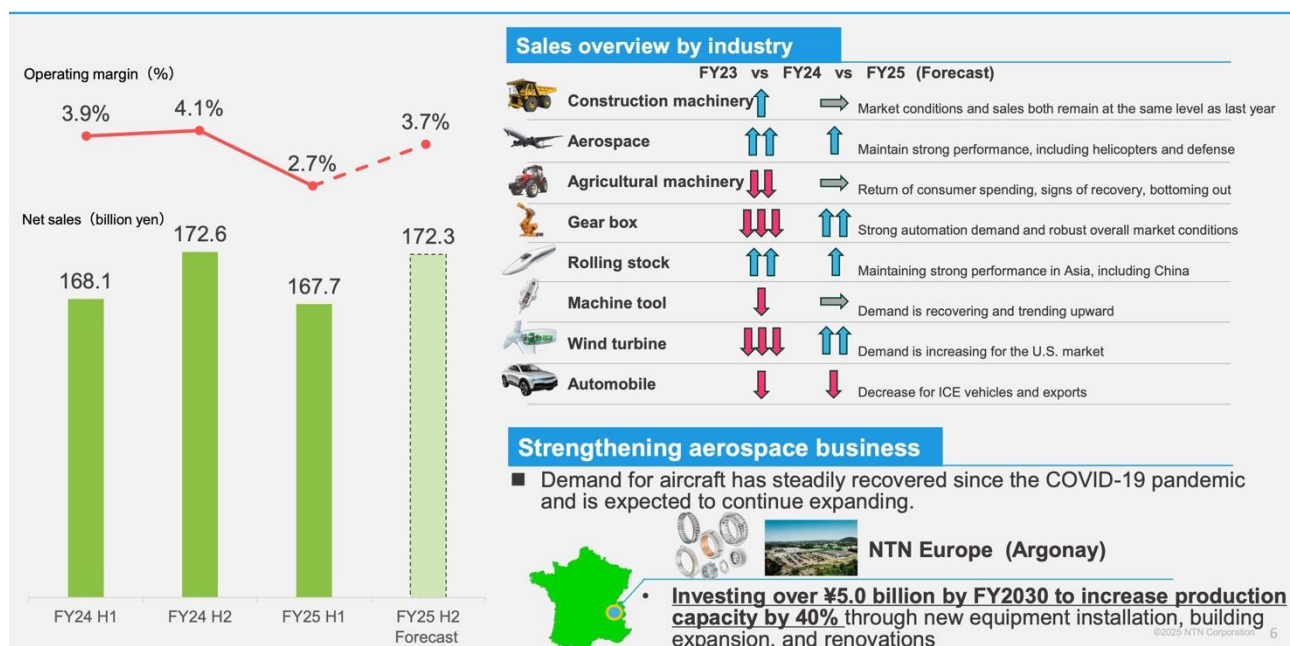 Operating margin（%）
3.9%
4.1%
2.7%
3.7%
Net sales（billion yen）
168.1
172.6
167.7
172.3
FY24 H1
FY24 H2
FY25 H1
FY25 H2
Forecast
Sales overview by industry
FY23 vs FY24 vs FY25 (Forecast)
Construction machinery Market conditions and sales both remain at the same level as last year
Aerospace Maintain strong performance, including helicopters and defense
Agricultural machinery Return of consumer spending, signs of recovery, bottoming out
Gear box Strong automation demand and robust overall market conditions
Rolling stock Maintaining strong performance in Asia, including China
Machine tool Demand is recovering and trending upward
Wind turbine Demand is increasing for the U.S. market
Automobile Decrease for ICE vehicles and exports
Strengthening aerospace business
■ Demand for aircraft has steadily recovered since the COVID-19 pandemic
and is expected to continue expanding.
NTN Europe (Argonay)
• Investing over ¥5.0 billion by FY2030 to increase production
capacity by 40% through new equipment installation, building
expansion, and renovations
©2025 NTN Corporation 6